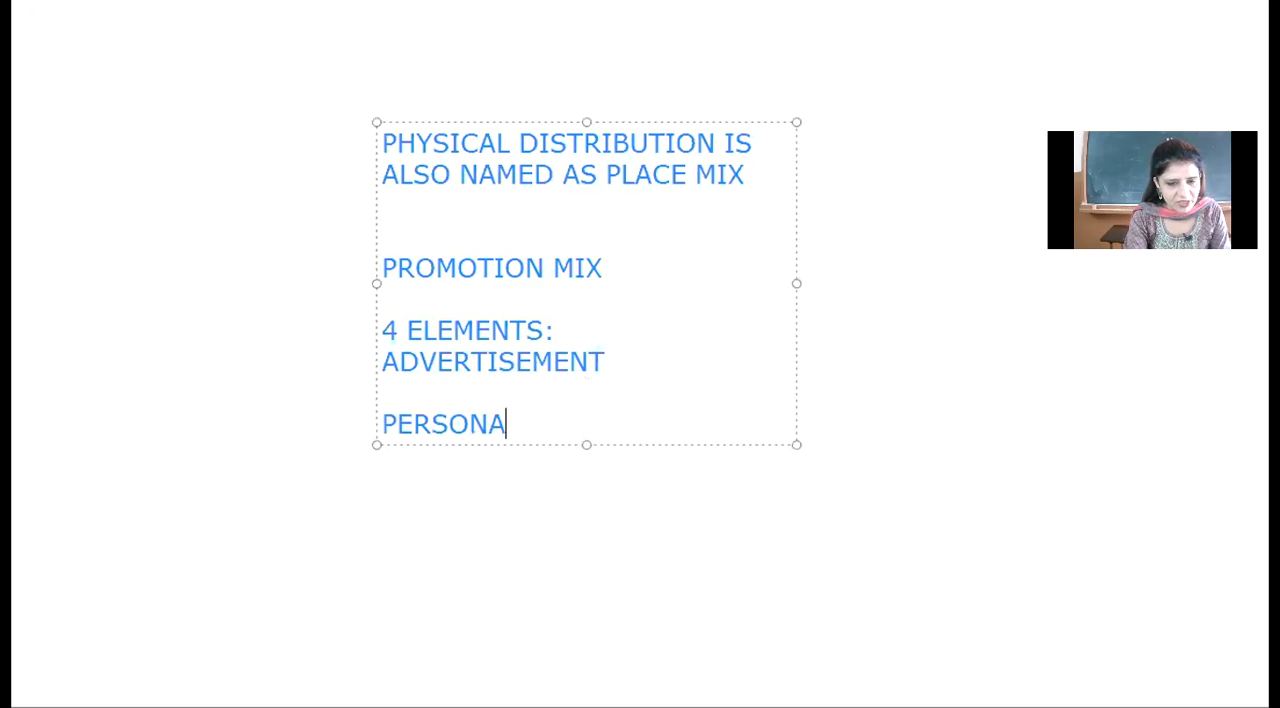 PHYSICAL DISTRIBUTION IS
ALSO NAMED AS PLACE MIX
PROMOTION MIX
4 ELEMENTS:
ADVERTISEMENT
PERSONA